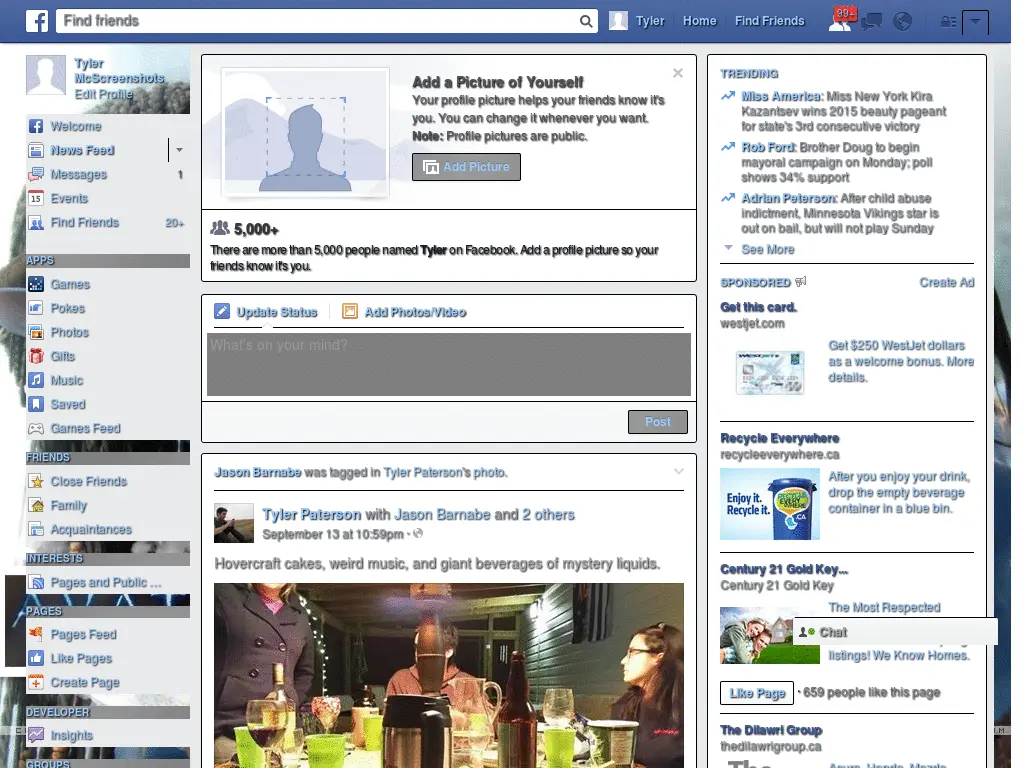 Find friends
Tyler
Home
Find Friends
99+
Tyler
McScreenshots
Edit Profile
Welcome
News Feed
Messages
1
15
Events
Find Friends
20+
APPS
Games
Pokes
Photos
Gifts
Music
Saved
Games Feed
FRIENDS
Close Friends
Family
Acquaintances
INTERESTS
Pages and Public ...
PAGES
Pages Feed
Like Pages
Create Page
DEVELOPER
Insights
GROUPS
Add a Picture of Yourself
Your profile picture helps your friends know it's
you. You can change it whenever you want.
Note: Profile pictures are public.
Add Picture
5,000+
There are more than 5,000 people named Tyler on Facebook. Add a profile picture so your
friends know it's you.
Update Status
Add Photos/Video
What's on your mind?
Post
Jason Barnabe was tagged in Tyler Paterson's photo.
Tyler Paterson with Jason Barnabe and 2 others
September 13 at 10:59pm ·
Hovercraft cakes, weird music, and giant beverages of mystery liquids.
TRENDING
Miss America: Miss New York Kira
Kazantsev wins 2015 beauty pageant
for state's 3rd consecutive victory
Rob Ford: Brother Doug to begin
mayoral campaign on Monday; poll
shows 34% support
Adrian Peterson: After child abuse
indictment, Minnesota Vikings star is
out on bail, but will not play Sunday
See More
SPONSORED
Create Ad
Get this card.
westjet.com
WESTJET
Get $250 WestJet dollars
as a welcome bonus. More
details.
Recycle Everywhere
recycleeverywhere.ca
Enjoy it.
Recycle it.
After you enjoy your drink,
drop the empty beverage
container in a blue bin.
Century 21 Gold Key...
Century 21 Gold Key
The Most Respected
Chat
listings! We Know Homes.
Like Page
· 659 people like this page
The Dilawri Group
thedilawrigroup.ca